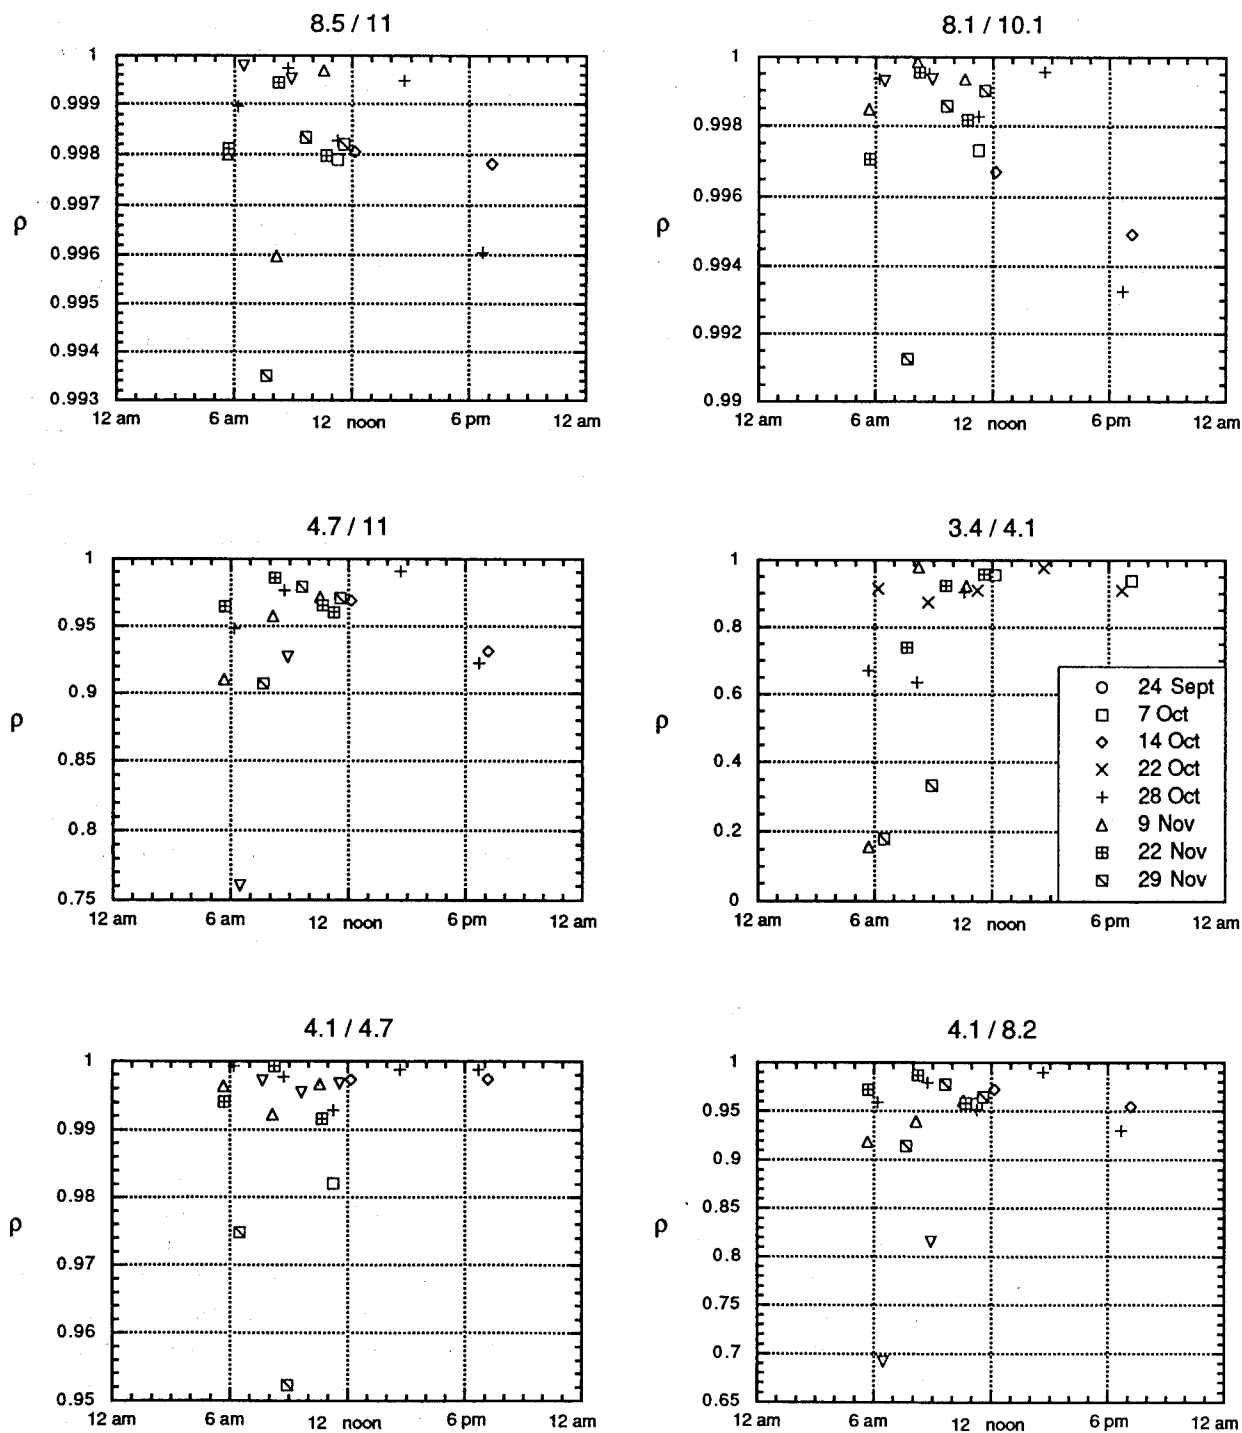 8.5 / 11
1
0.999
0.998
0.997
0.996
0.995
0.994
0.993
ρ
12 am 6 am 12 noon 6 pm 12 am
8.1 / 10.1
1
0.998
0.996
0.994
0.992
0.99
ρ
12 am 6 am 12 noon 6 pm 12 am
4.7 / 11
1
0.95
0.9
0.85
0.8
0.75
ρ
12 am 6 am 12 noon 6 pm 12 am
3.4 / 4.1
1
0.8
0.6
0.4
0.2
0
ρ
24 Sept
7 Oct
14 Oct
22 Oct
28 Oct
9 Nov
22 Nov
29 Nov
12 am 6 am 12 noon 6 pm 12 am
4.1 / 4.7
1
0.99
0.98
0.97
0.96
0.95
ρ
12 am 6 am 12 noon 6 pm 12 am
4.1 / 8.2
1
0.95
0.9
0.85
0.8
0.75
0.7
0.65
ρ
12 am 6 am 12 noon 6 pm 12 am